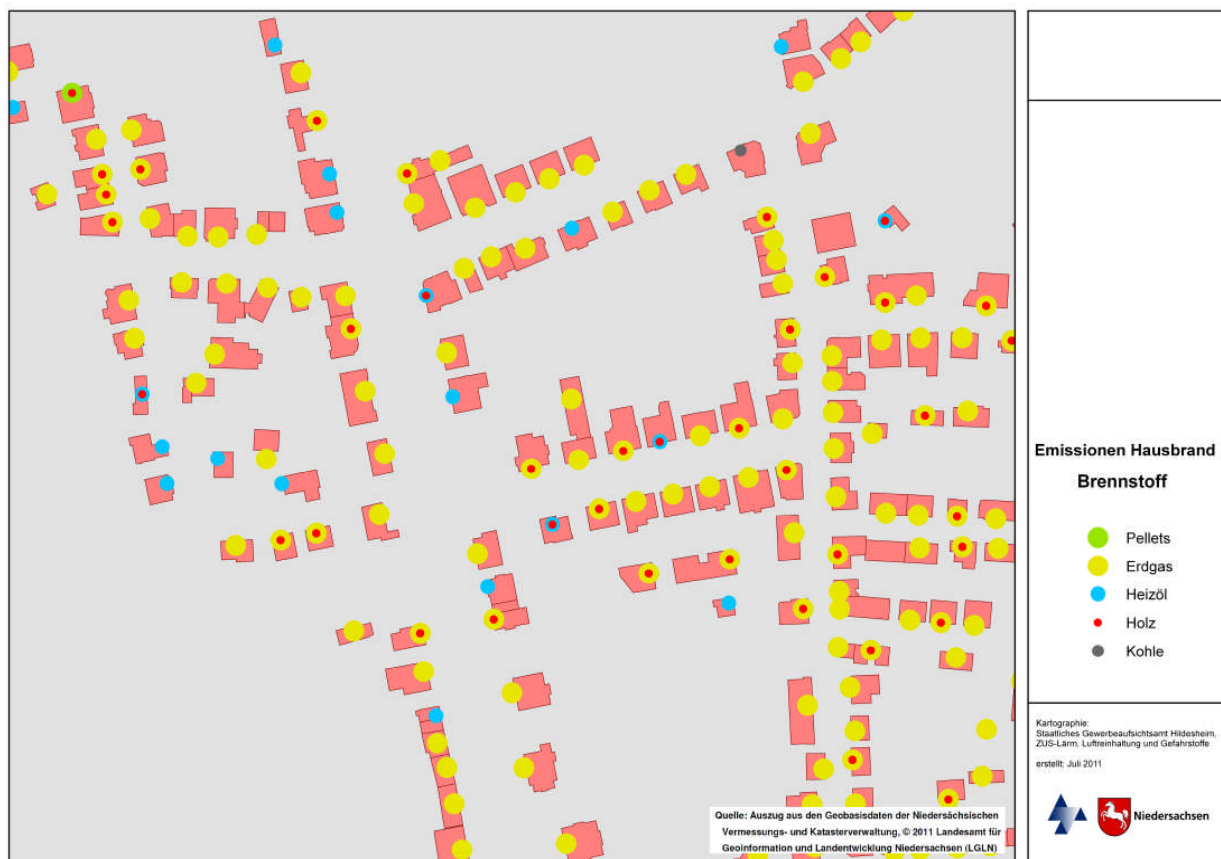 Emissionen Hausbrand
Brennstoff
Pellets
Erdgas
Heizöl
Holz
Kohle
Kartographie:
Staatliches Gewerbeaufsichtsamt Hildesheim,
ZUS-Lärm, Luftreinhaltung und Gefahrstoffe
erstellt: Juli 2011
Niedersachsen
Quelle: Auszug aus den Geobasisdaten der Niedersächsischen
Vermessungs- und Katasterverwaltung, © 2011 Landesamt für
Geoinformation und Landentwicklung Niedersachsen (LGLN)